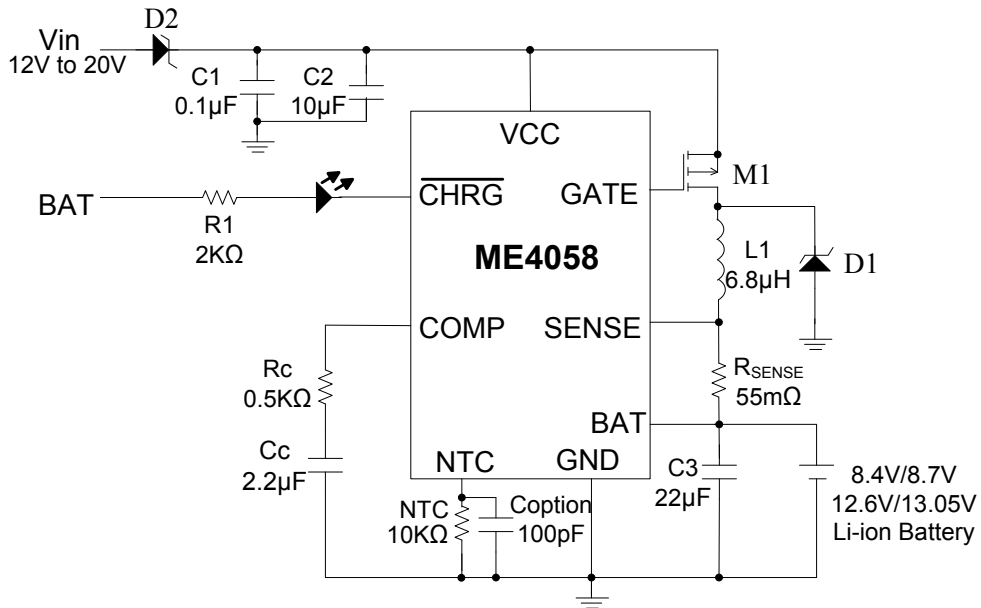 D2
Vin
12V to 20V
C1
0.1µF
C2
10µF
VCC
M1
BAT
CHRG
GATE
R1
2KΩ
ME4058
L1
6.8µH
D1
COMP
SENSE
Rc
0.5KΩ
RSENSE
55mΩ
BAT
Cc
2.2µF
NTC
GND
C3
22µF
8.4V/8.7V
12.6V/13.05V
Li-ion Battery
NTC
10KΩ
Coption
100pF